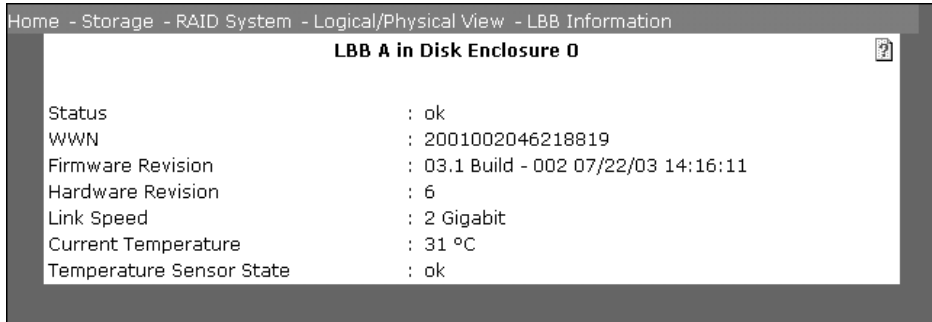 Home - Storage - RAID System - Logical/Physical View - LBB Information
LBB A in Disk Enclosure 0
?
Status : ok
WWN : 2001002046218819
Firmware Revision : 03.1 Build - 002 07/22/03 14:16:11
Hardware Revision : 6
Link Speed : 2 Gigabit
Current Temperature : 31 ºC
Temperature Sensor State : ok